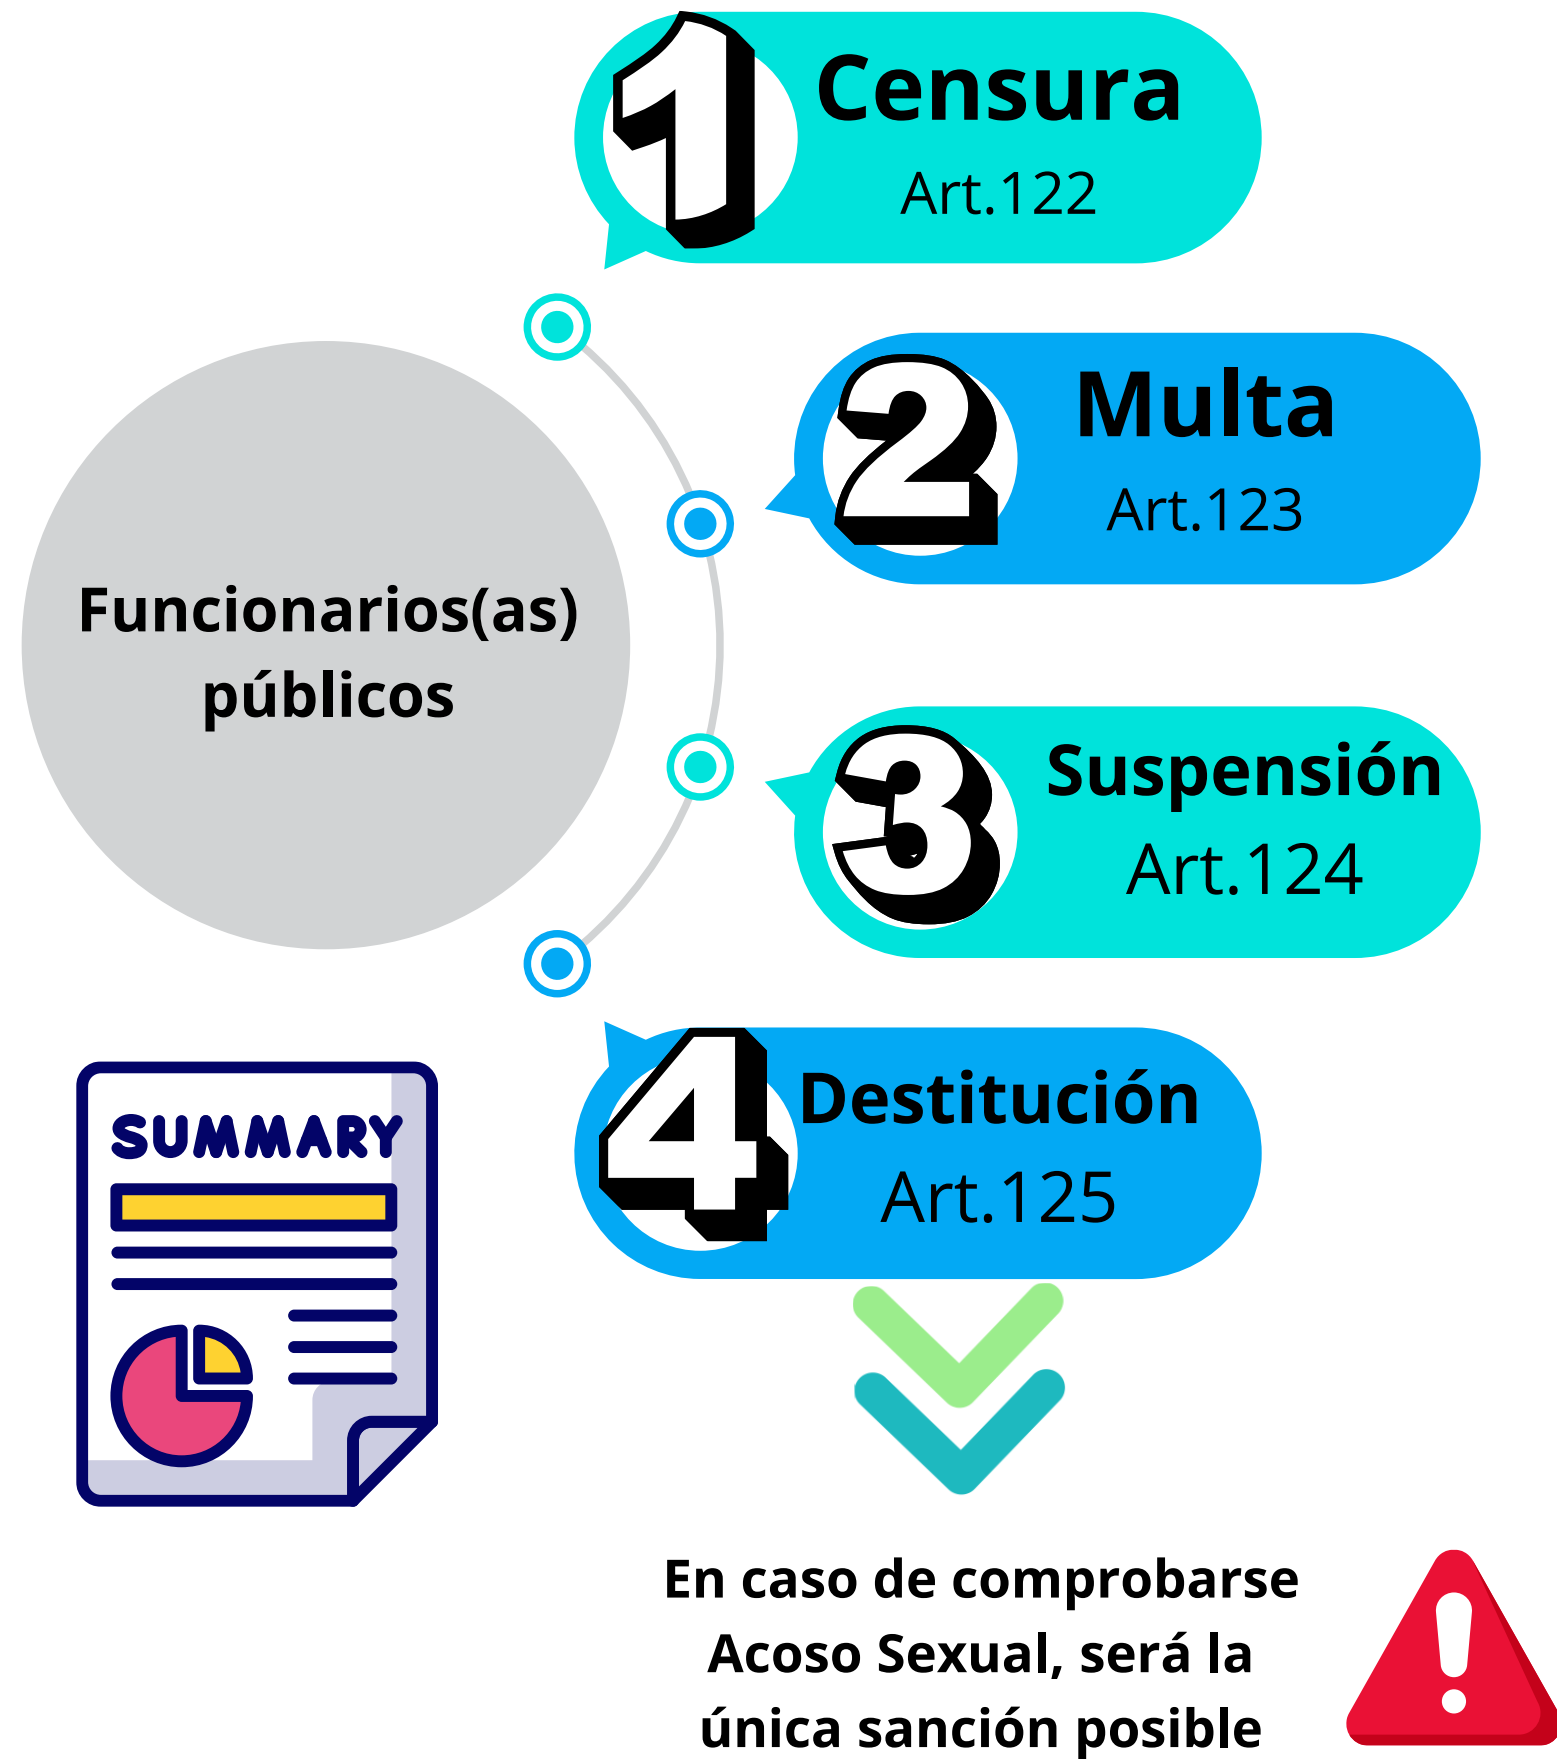 1
Censura
Art.122
2
Multa
Art.123
Funcionarios(as)
públicos
3
Suspensión
Art.124
4
Destitución
Art.125
SUMMARY
En caso de comprobarse
Acoso Sexual, será la
única sanción posible